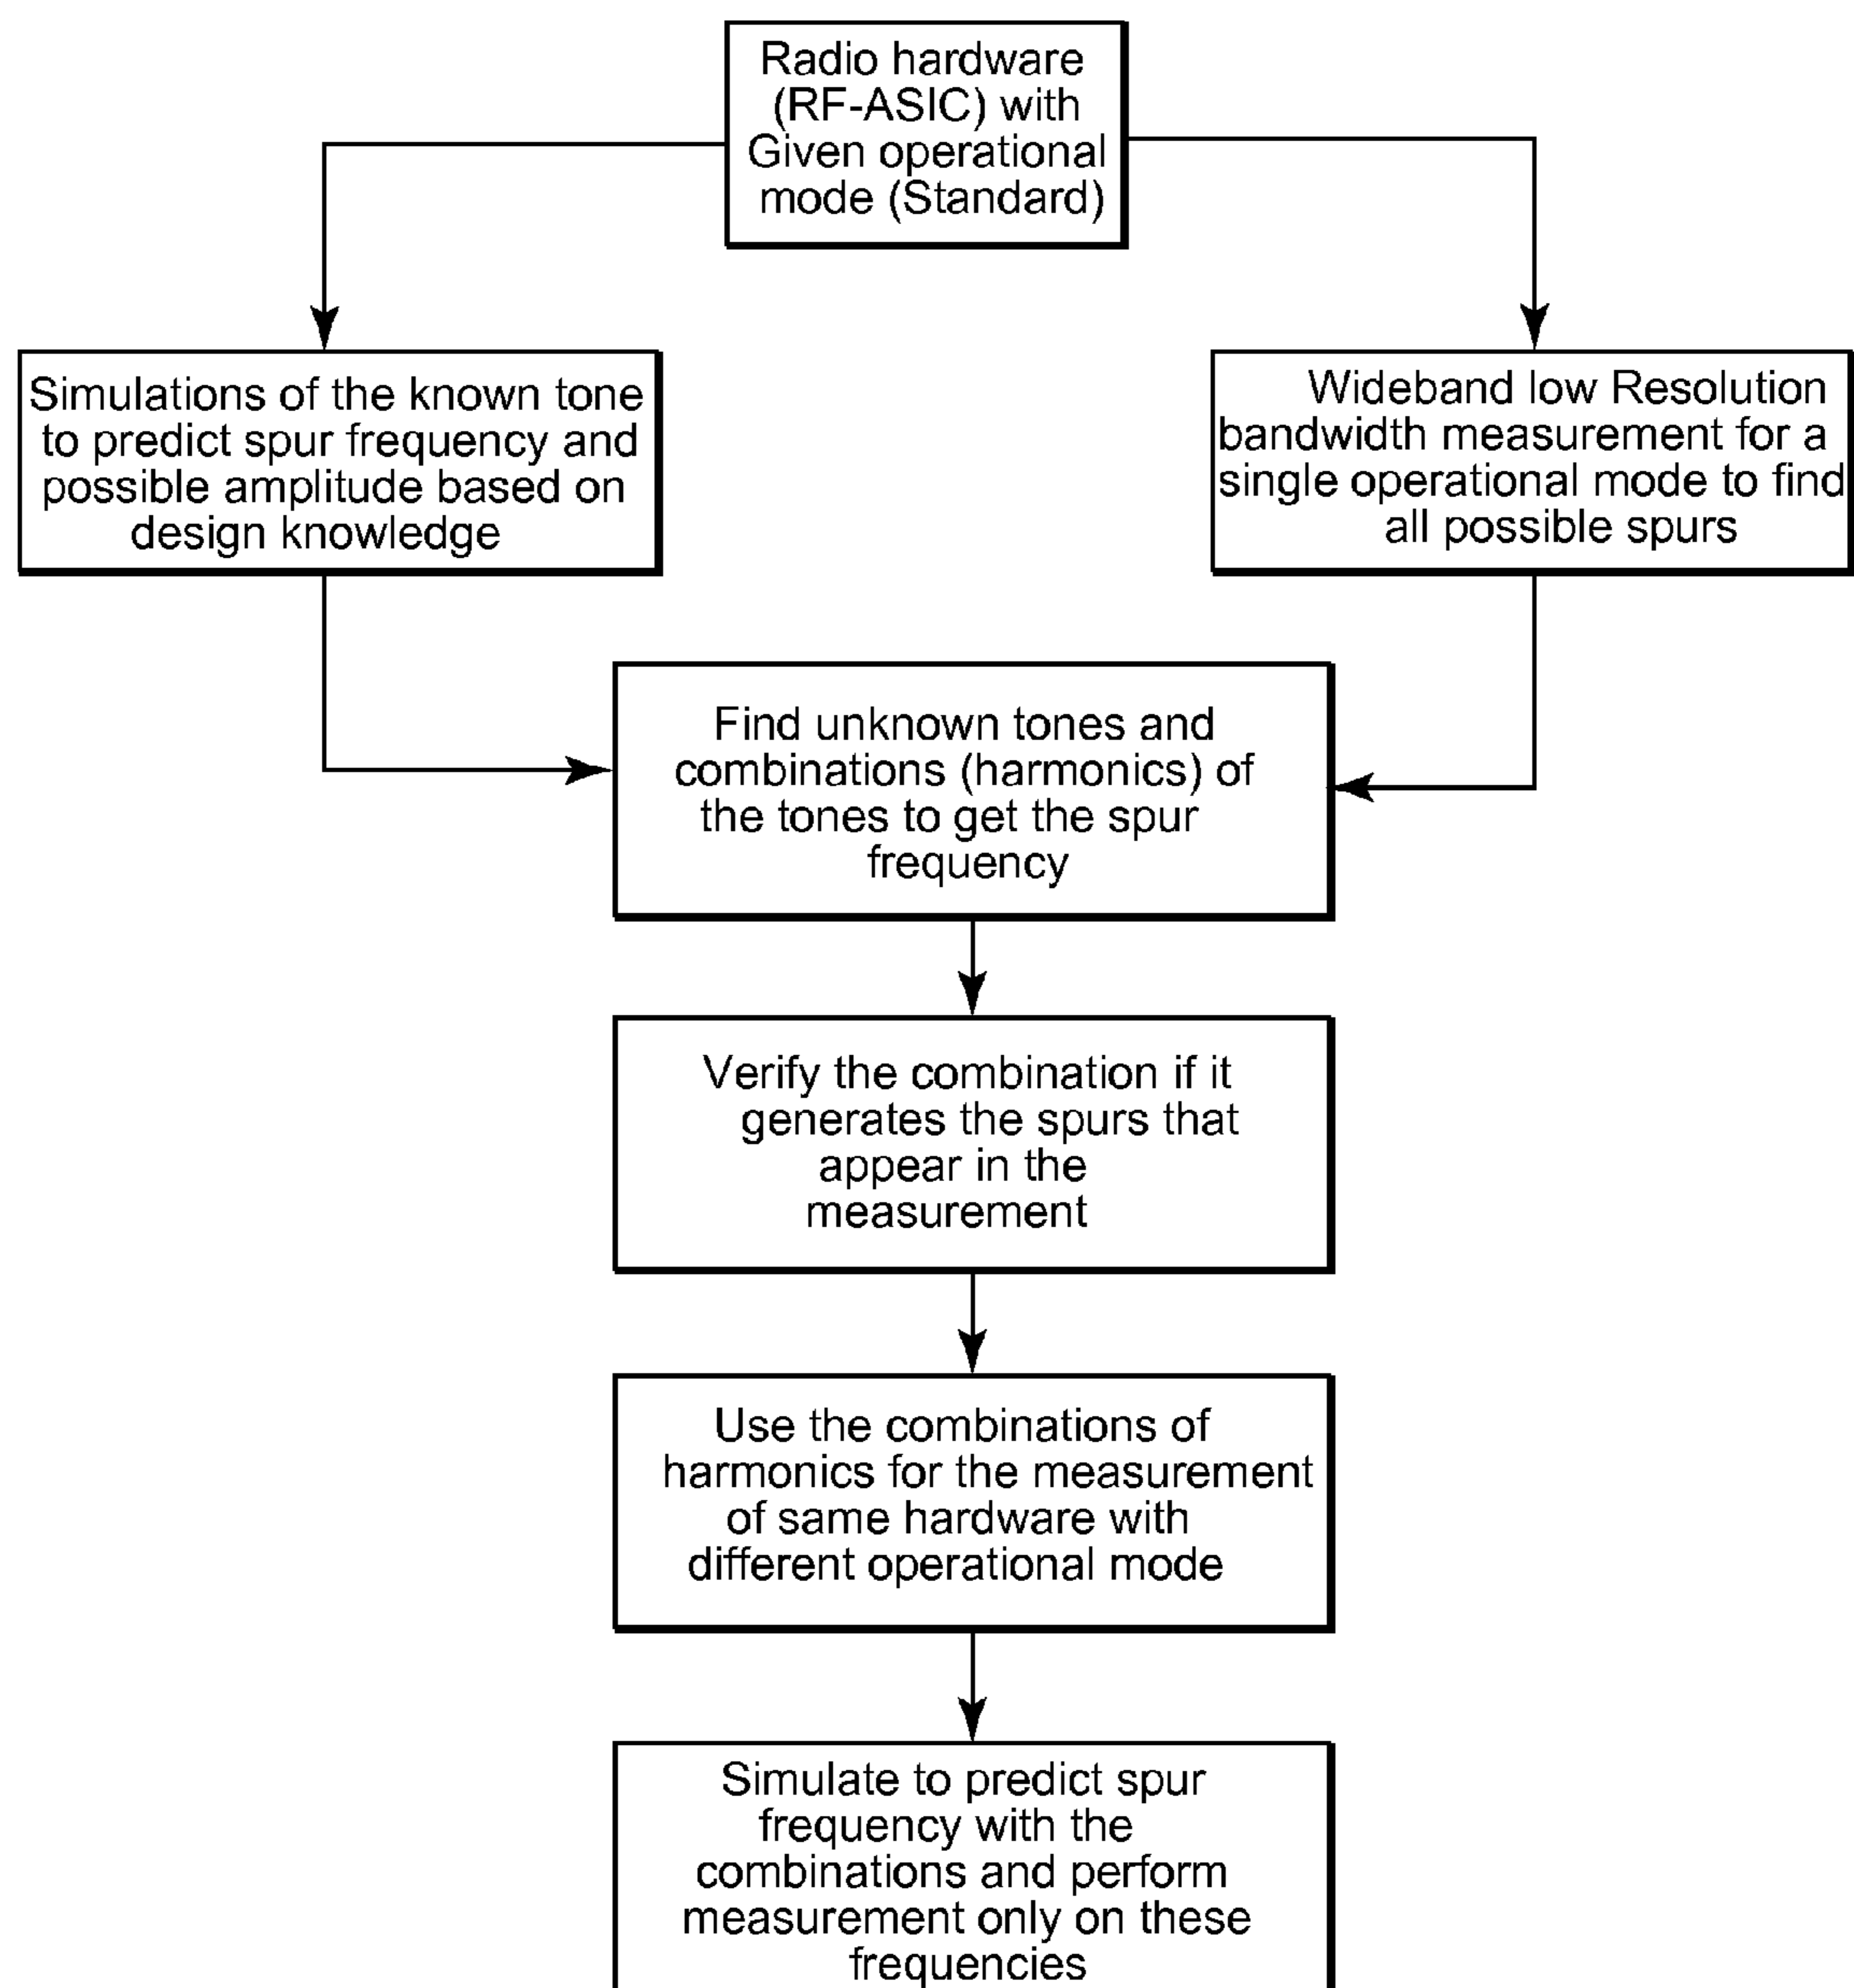 Radio hardware
(RF-ASIC) with
Given operational
mode (Standard)
Simulations of the known tone
to predict spur frequency and
possible amplitude based on
design knowledge
Wideband low Resolution
bandwidth measurement for a
single operational mode to find
all possible spurs
Find unknown tones and
combinations (harmonics) of
the tones to get the spur
frequency
Verify the combination if it
generates the spurs that
appear in the
measurement
Use the combinations of
harmonics for the measurement
of same hardware with
different operational mode
Simulate to predict spur
frequency with the
combinations and perform
measurement only on these
frequencies